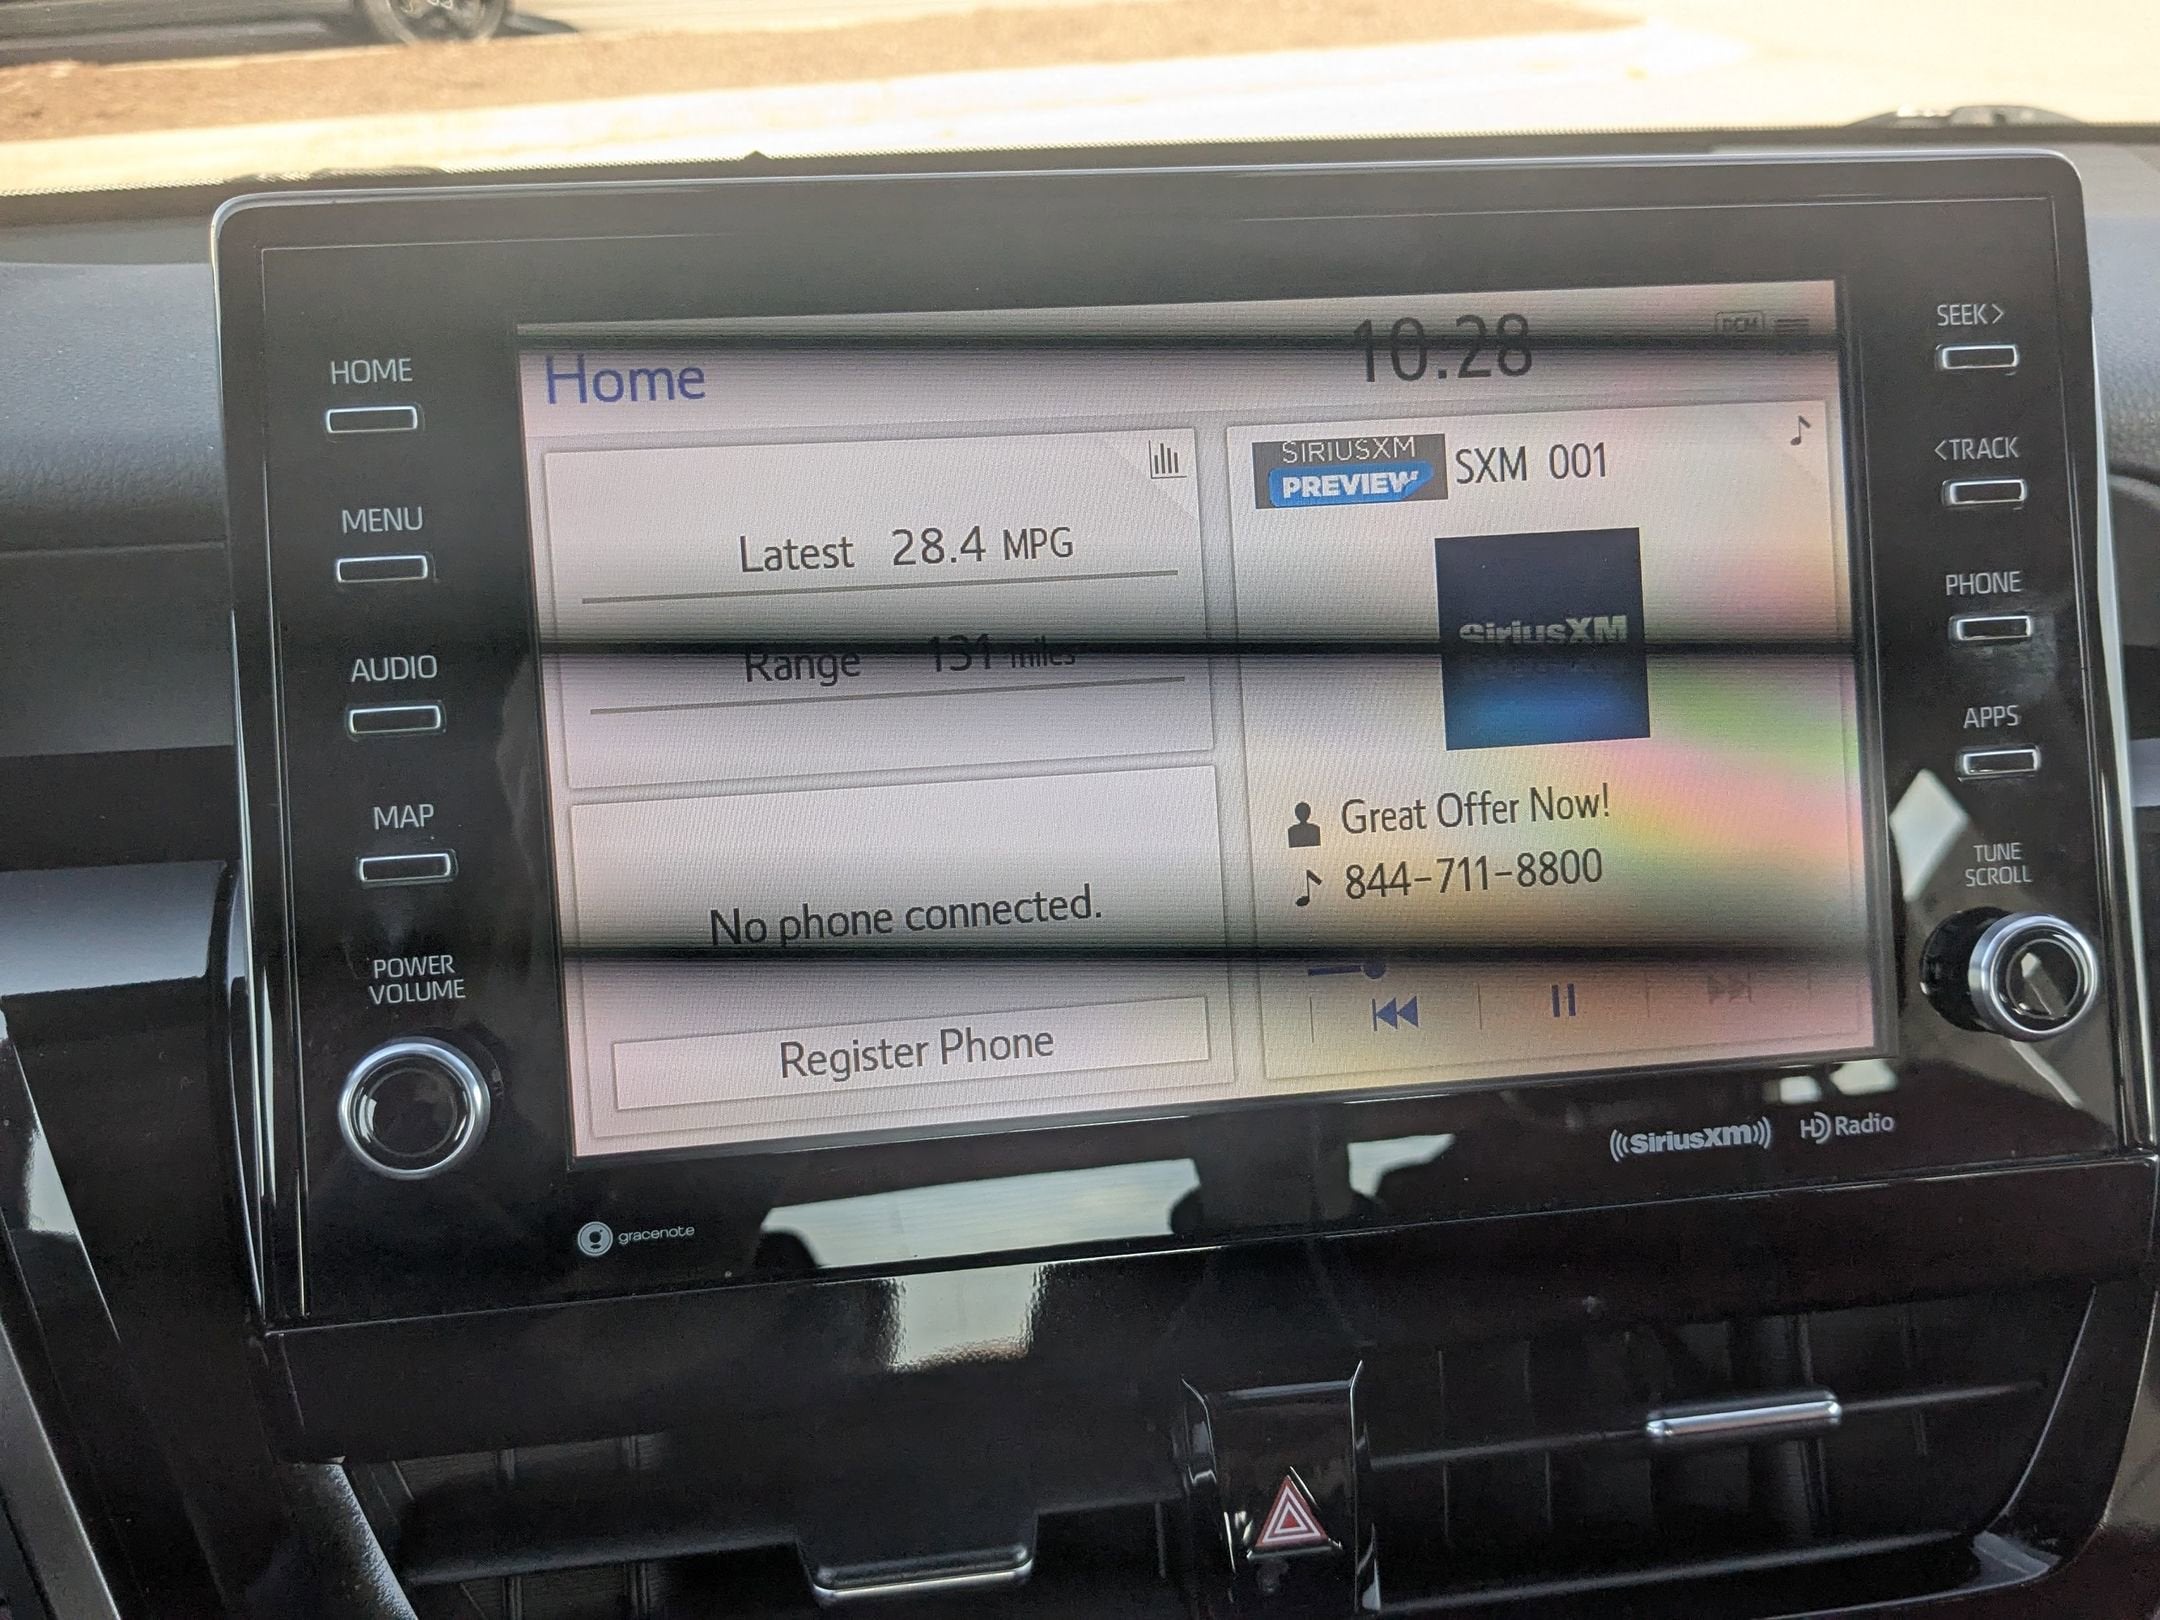 HOME
MENU
AUDIO
MAP
POWER
VOLUME
Home
10:28
DCM
Latest 28.4 MPG
Range 131 miles
No phone connected.
Register Phone
SIRIUSXM
PREVIEW
SXM 001
SiriusXM
Great Offer Now!
844-711-8800
SEEK>
<TRACK
PHONE
APPS
TUNE
SCROLL
gracenote
((SiriusXM))
HD Radio